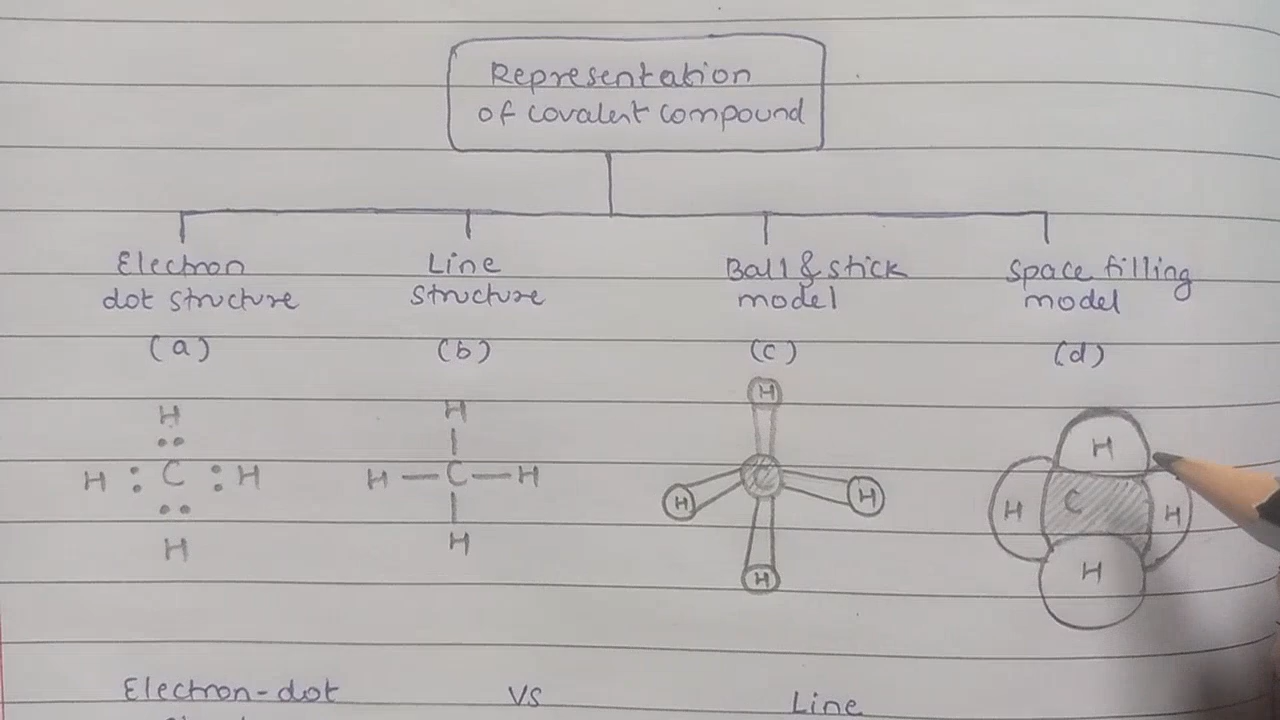 Representation
of covalent compound
Electron
dot structure
(a)
Line
structure
(b)
Ball & stick
model
(c)
Space filling
model
(d)
H
H : C : H
H
H
H — C — H
H
H
C
H
H
H
H
H
C
H
H
Electron-dot
VS
Line